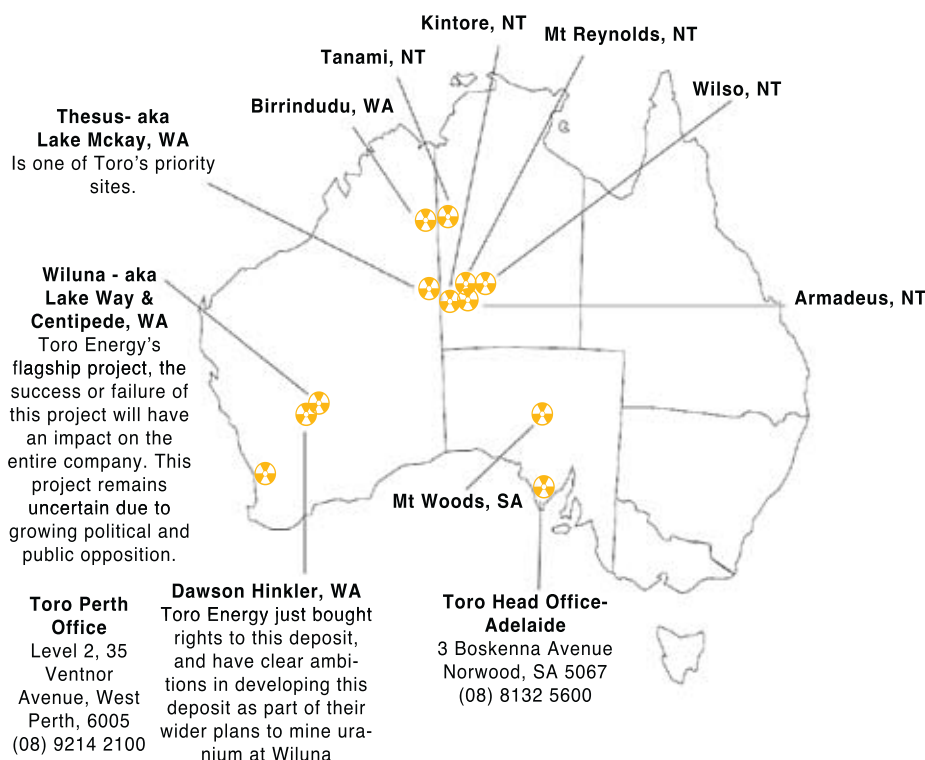 Kintore, NT
Mt Reynolds, NT
Tanami, NT
Wilso, NT
Birrindudu, WA
Thesus- aka
Lake Mckay, WA
Is one of Toro's priority
sites.
Wiluna - aka
Lake Way &
Centipede, WA
Toro Energy's
flagship project, the
success or failure of
this project will have
an impact on the
entire company. This
project remains
uncertain due to
growing political and
public opposition.
Armadeus, NT
Mt Woods, SA
Toro Perth
Office
Level 2, 35
Ventnor
Avenue, West
Perth, 6005
(08) 9214 2100
Dawson Hinkler, WA
Toro Energy just bought
rights to this deposit,
and have clear ambi-
tions in developing this
deposit as part of their
wider plans to mine ura-
nium at Wiluna
Toro Head Office-
Adelaide
3 Boskenna Avenue
Norwood, SA 5067
(08) 8132 5600